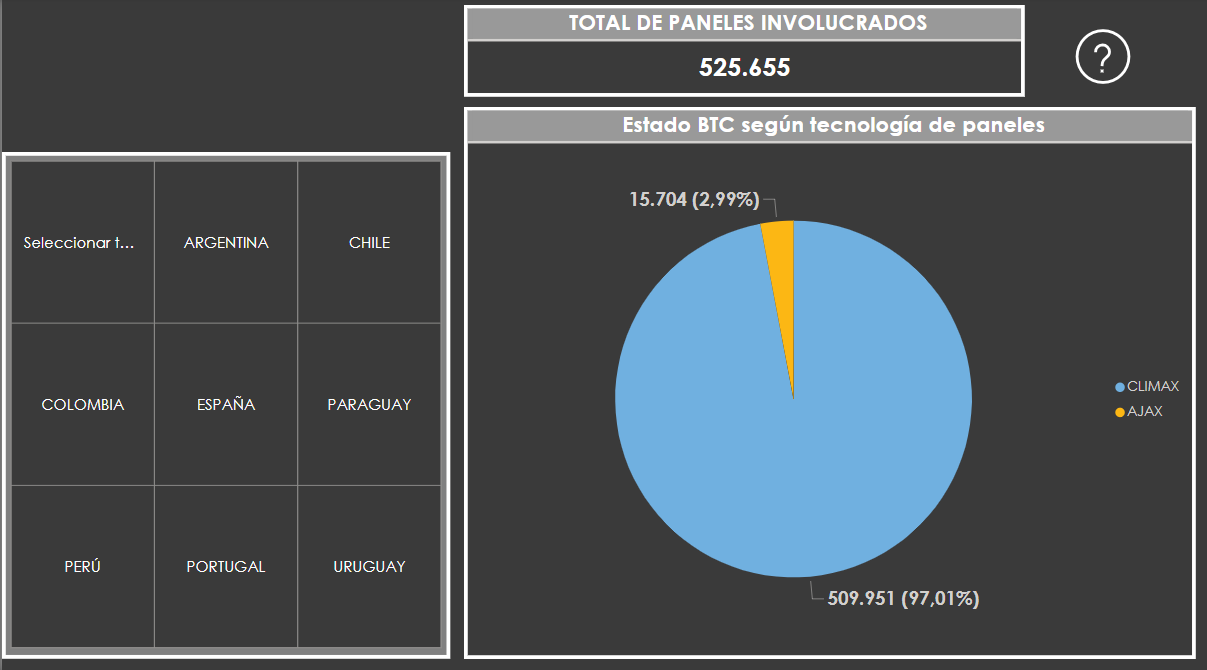 TOTAL DE PANELES INVOLUCRADOS
525.655
?
Estado BTC según tecnología de paneles
Seleccionar t...
ARGENTINA
CHILE
COLOMBIA
ESPAÑA
PARAGUAY
PERÚ
PORTUGAL
URUGUAY
15.704 (2,99%)
509.951 (97,01%)
CLIMAX
AJAX